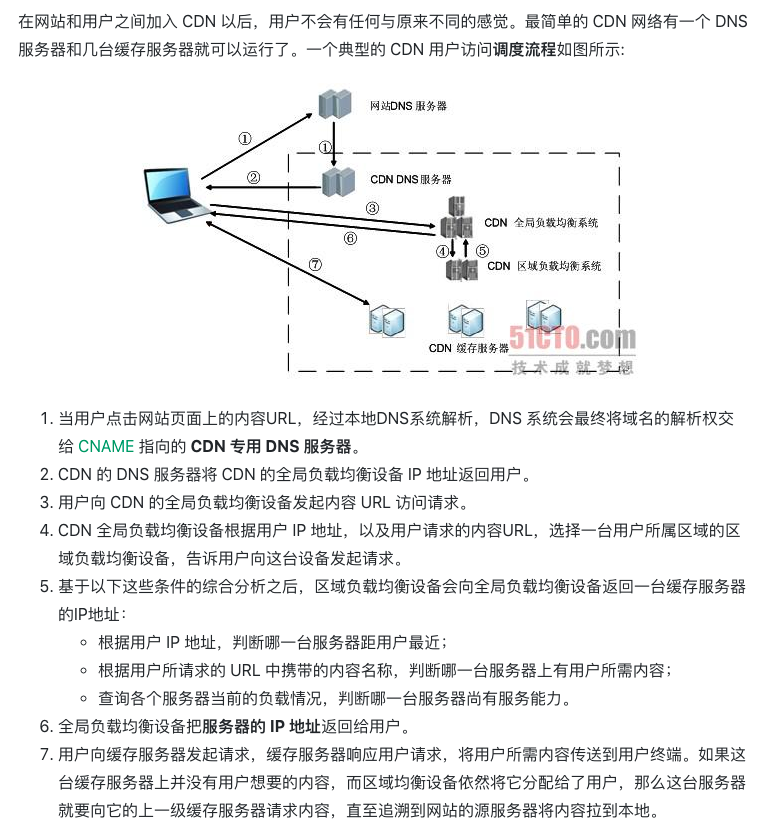 在网站和用户之间加入 CDN 以后，用户不会有任何与原来不同的感觉。最简单的 CDN 网络有一个 DNS
服务器和几台缓存服务器就可以运行了。一个典型的 CDN 用户访问调度流程如图所示:
网站DNS 服务器
①
①
②
CDN DNS服务器
③
CDN 全局负载均衡系统
⑥
④
⑤
CDN 区域负载均衡系统
⑦
CDN 缓存服务器
51CTO.com
技术成就梦想
1. 当用户点击网站页面上的内容URL，经过本地DNS系统解析，DNS 系统会最终将域名的解析权交
给 CNAME 指向的 CDN 专用 DNS 服务器。
2. CDN 的 DNS 服务器将 CDN 的全局负载均衡设备 IP 地址返回用户。
3. 用户向 CDN 的全局负载均衡设备发起内容 URL 访问请求。
4. CDN 全局负载均衡设备根据用户 IP 地址，以及用户请求的内容URL，选择一台用户所属区域的区
域负载均衡设备，告诉用户向这台设备发起请求。
5. 基于以下这些条件的综合分析之后，区域负载均衡设备会向全局负载均衡设备返回一台缓存服务器
的IP地址：
◦ 根据用户 IP 地址，判断哪一台服务器距用户最近；
◦ 根据用户所请求的 URL 中携带的内容名称，判断哪一台服务器上有用户所需内容；
◦ 查询各个服务器当前的负载情况，判断哪一台服务器尚有服务能力。
6. 全局负载均衡设备把服务器的 IP 地址返回给用户。
7. 用户向缓存服务器发起请求，缓存服务器响应用户请求，将用户所需内容传送到用户终端。如果这
台缓存服务器上并没有用户想要的内容，而区域均衡设备依然将它分配给了用户，那么这台服务器
就要向它的上一级缓存服务器请求内容，直至追溯到网站的源服务器将内容拉到本地。